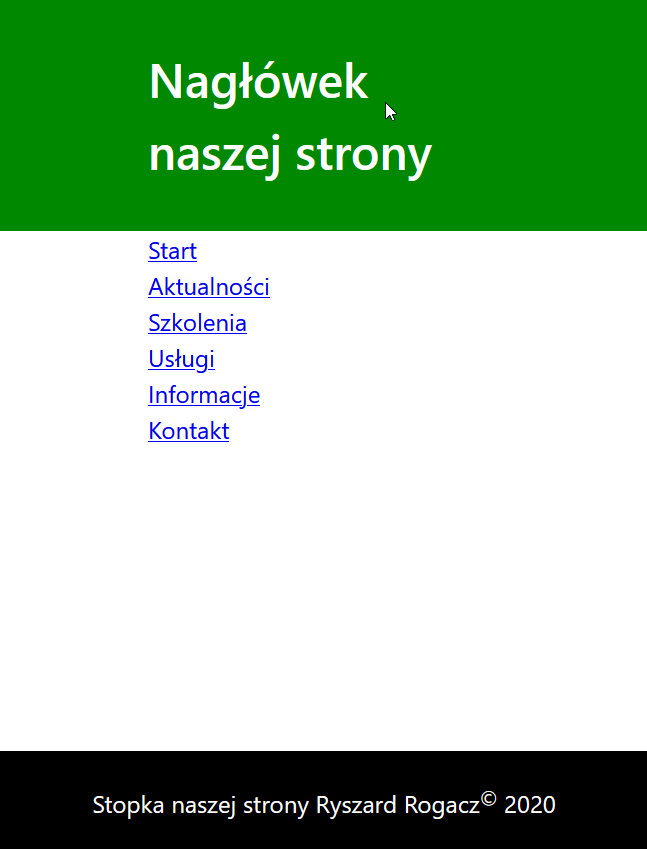 Nagłówek
naszej strony
Start
Aktualności
Szkolenia
Usługi
Informacje
Kontakt
Stopka naszej strony Ryszard Rogacz© 2020